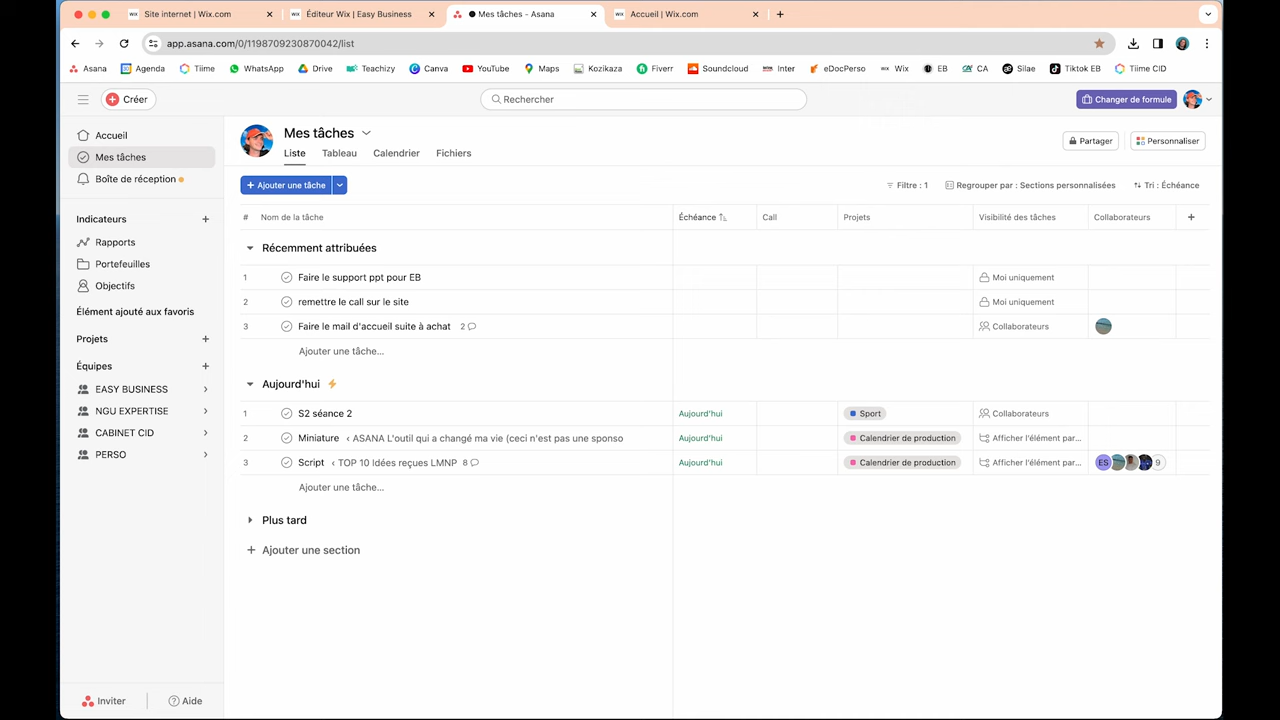 Site internet | Wix.com
Éditeur Wix | Easy Business
Mes tâches - Asana
Accueil | Wix.com
app.asana.com/0/1198709230870042/list
Asana
Agenda
Tiime
WhatsApp
Drive
Teachizy
Canva
YouTube
Maps
Kozikaza
Fiverr
Soundcloud
Inter
eDocPerso
Wix
EB
CA
Silae
Tiktok EB
Tiime CID
Créer
Rechercher
Changer de formule
Accueil
Mes tâches
Boîte de réception
Indicateurs
Rapports
Portefeuilles
Objectifs
Élément ajouté aux favoris
Projets
Équipes
EASY BUSINESS
NGU EXPERTISE
CABINET CID
PERSO
Inviter
Aide
Mes tâches
Liste
Tableau
Calendrier
Fichiers
Partager
Personnaliser
+ Ajouter une tâche
Filtre : 1
Regrouper par : Sections personnalisées
Tri : Échéance
# Nom de la tâche Échéance Call Projets Visibilité des tâches Collaborateurs +
Récemment attribuées
1 Faire le support ppt pour EB Moi uniquement
2 remettre le call sur le site Moi uniquement
3 Faire le mail d'accueil suite à achat 2 Collaborateurs
Ajouter une tâche...
Aujourd'hui
1 S2 séance 2 Aujourd'hui Sport Collaborateurs
2 Miniature ‹ ASANA L'outil qui a changé ma vie (ceci n'est pas une sponso Aujourd'hui Calendrier de production Afficher l'élément par...
3 Script ‹ TOP 10 Idées reçues LMNP 8 Aujourd'hui Calendrier de production Afficher l'élément par... ES 9
Ajouter une tâche...
Plus tard
+ Ajouter une section